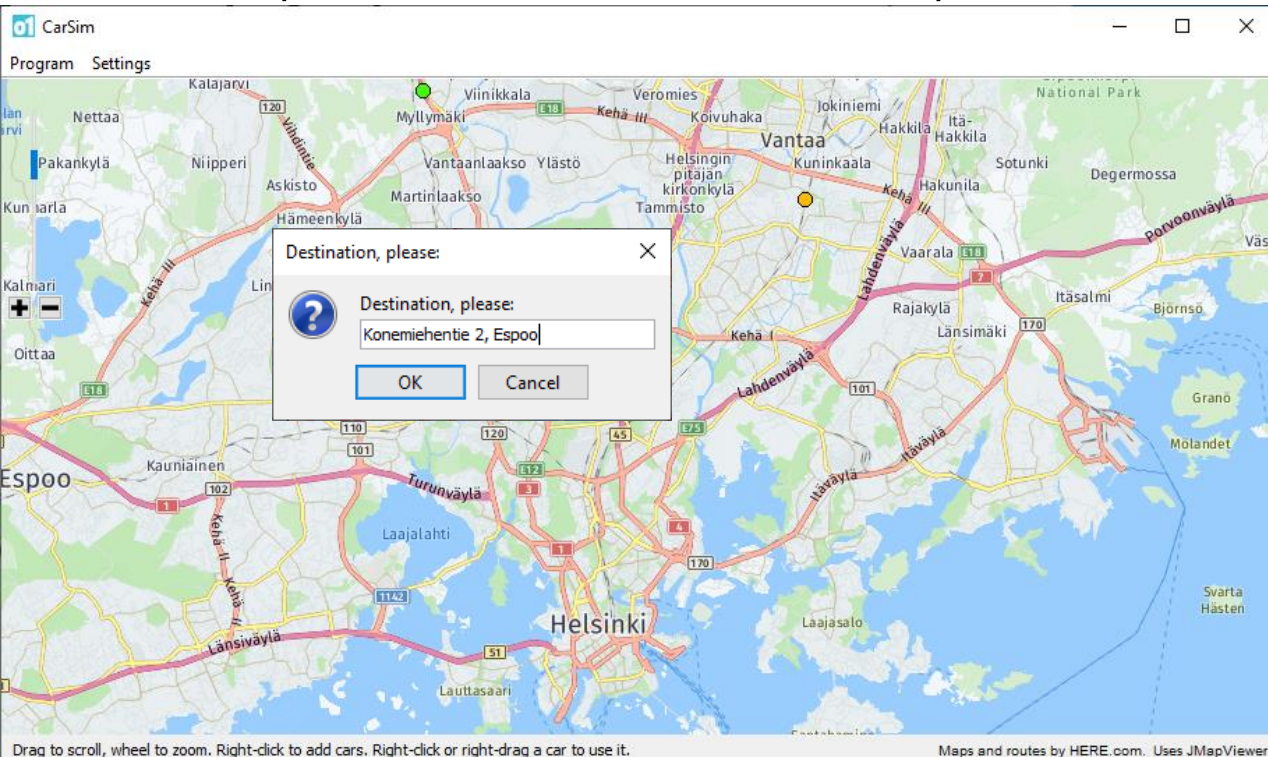 CarSim
Program Settings
Kalajärvi
Viinikkala
Veromies
National Park
Nettaa
120
Vihdintie
Myllymäki
E18
Kehä III
Koivuhaka
Jokiniemi
Vantaa
Hakkila
Itä-
Hakkila
Pakankylä
Niipperi
Vantaanlaakso
Ylästö
Helsingin
pitäjän
kirkonkylä
Kuninkaala
Sotunki
Degermossa
Askisto
Martinlaakso
Tammisto
Kehä III
Hakunila
Hämeenkylä
Porvoonväylä
Lahdenväylä
Vaarala
E18
7
Kalmari
Kehä III
Lin
Destination, please:
Destination, please:
Konemiehentie 2, Espoo
OK Cancel
Rajakylä
Itäsalmi
Björnsö
Kehä I
Länsimäki
170
Oittaa
E18
Lahdenväylä
101
Granö
110
101
120
45
E75
Itäväylä
Mölandet
Espoo
Kauniainen
102
1
Turunväylä
E12
3
Itäväylä
Kehä II
Kehä II
Laajalahti
1
4
170
1142
Svarta
Hästen
Länsiväylä
Helsinki
Laajasalo
51
Lauttasaari
Drag to scroll, wheel to zoom. Right-click to add cars. Right-click or right-drag a car to use it.
Maps and routes by HERE.com. Uses JMapViewer